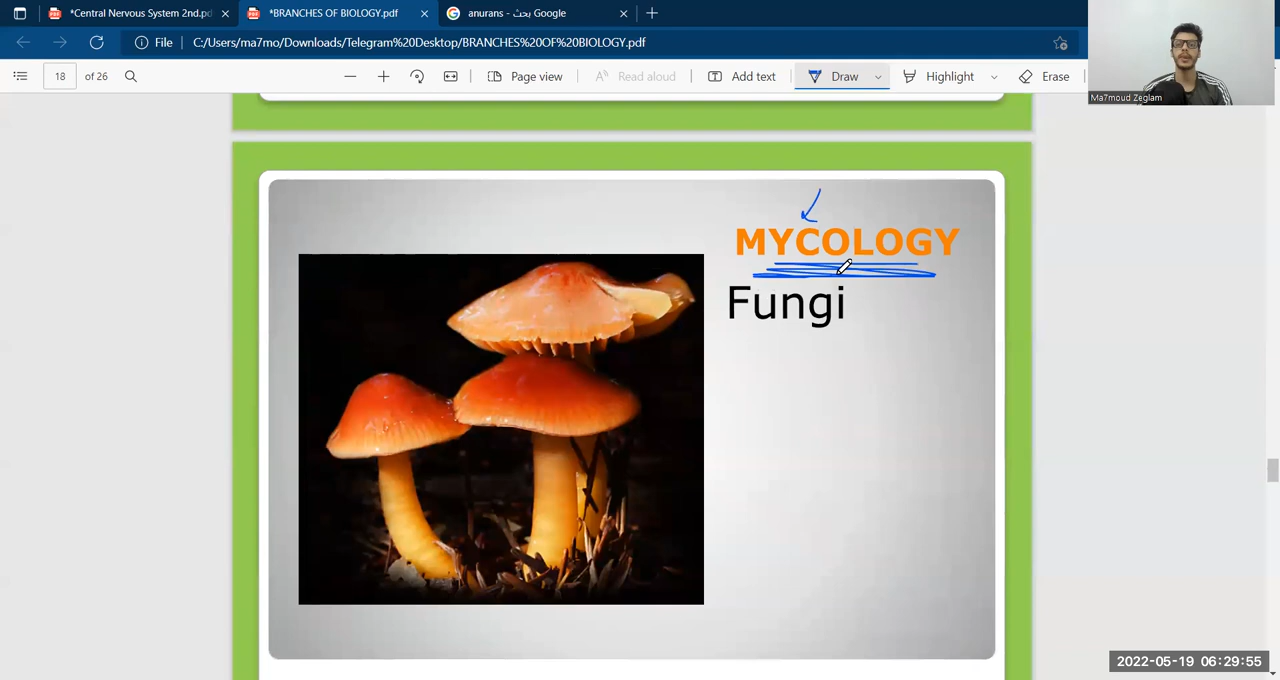 *Central Nervous System 2nd.pd
*BRANCHES OF BIOLOGY.pdf
anurans - بحث Google
File
C:/Users/ma7mo/Downloads/Telegram%20Desktop/BRANCHES%20OF%20BIOLOGY.pdf
18 of 26
Page view
Read aloud
Add text
Draw
Highlight
Erase
Ma7moud Zeglam
MYCOLOGY
Fungi
2022-05-19 06:29:55